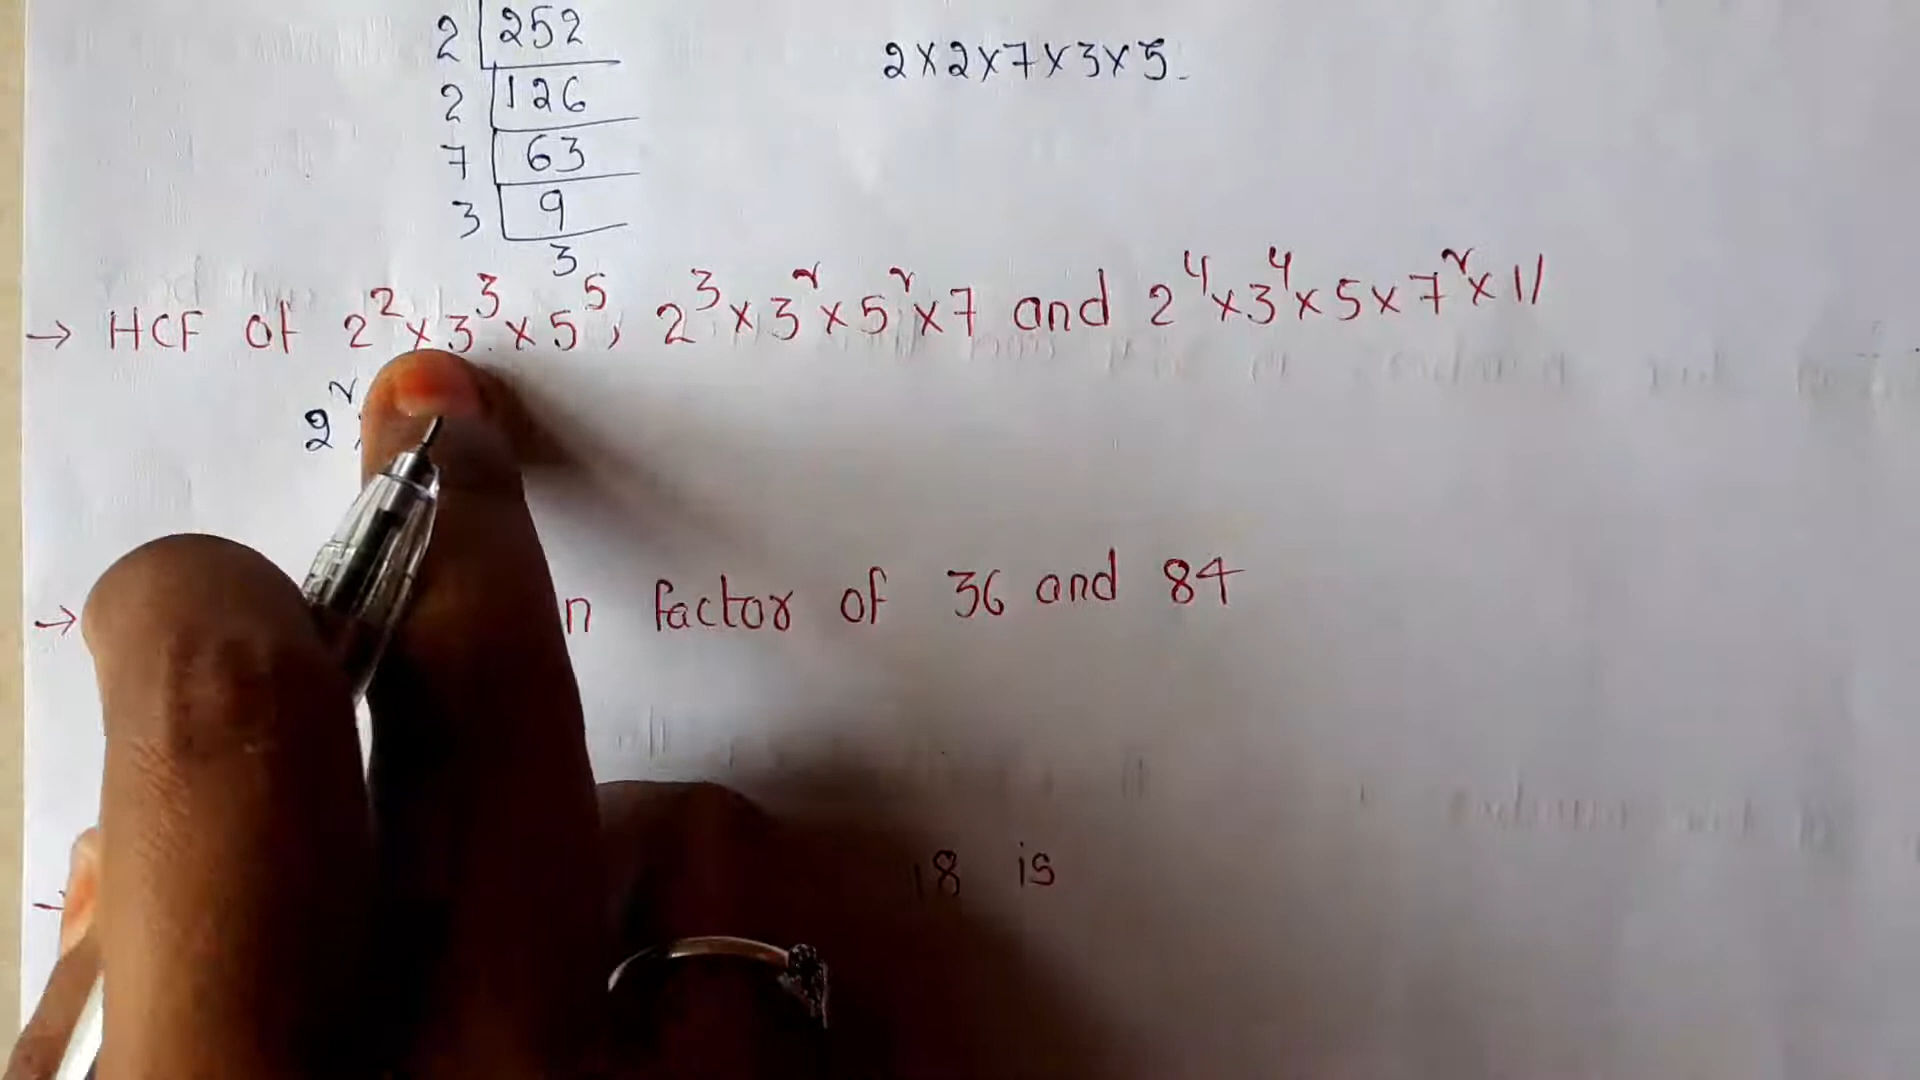 2 | 252
2 × 2 × 7 × 3 × 5
2 | 126
7 | 63
3 | 9
3
→ HCF of 2² × 3³ × 5⁵, 2³ × 3² × 5² × 7 and 2⁴ × 3⁴ × 5 × 7² × 11
2²
→ n factor of 36 and 84
→ 18 is